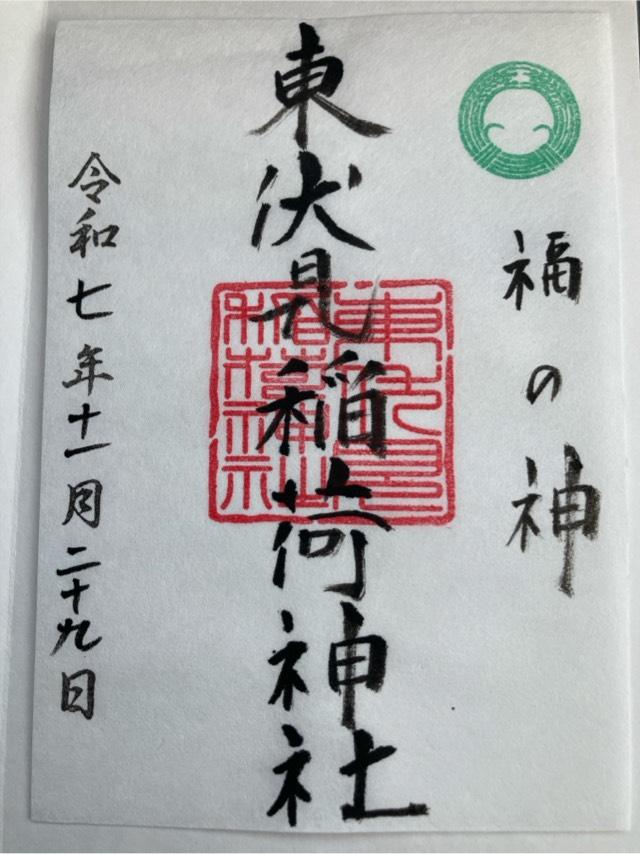 福の神
東伏見稲荷神社
令和七年十一月二十九日